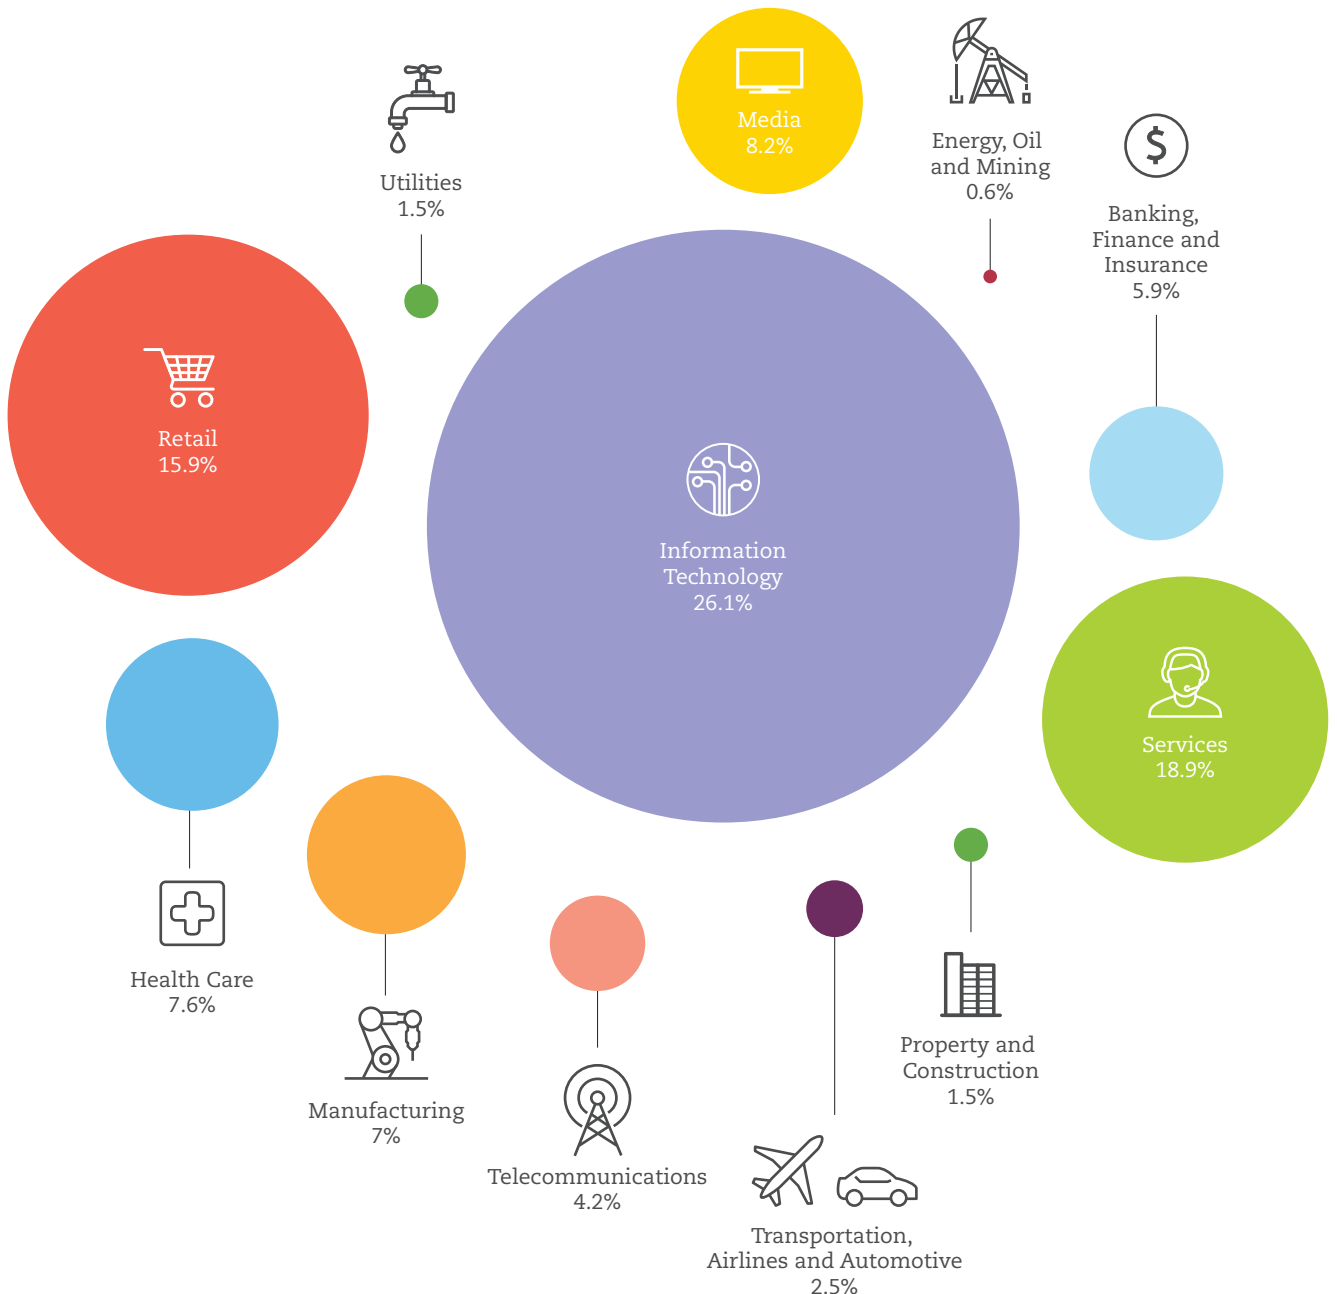 Media
8.2%
Energy, Oil
and Mining
0.6%
Utilities
1.5%
Banking,
Finance and
Insurance
5.9%
Retail
15.9%
Information
Technology
26.1%
Services
18.9%
Health Care
7.6%
Manufacturing
7%
Telecommunications
4.2%
Property and
Construction
1.5%
Transportation,
Airlines and Automotive
2.5%